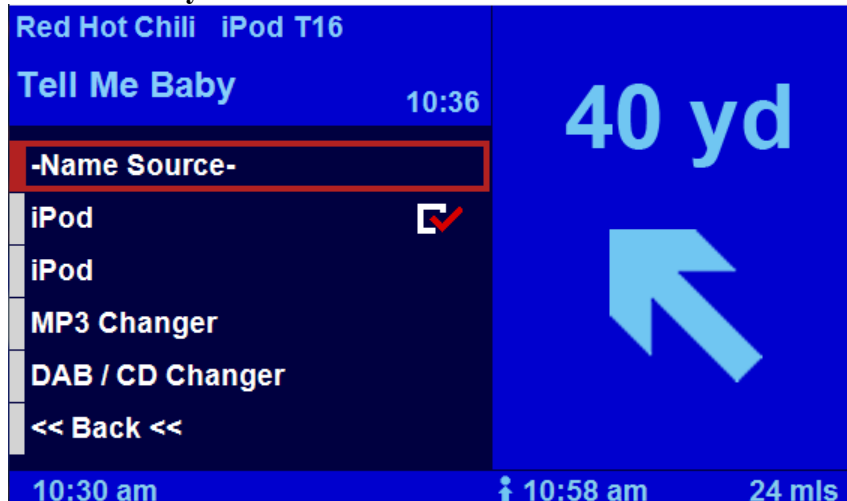 Red Hot Chili iPod T16
Tell Me Baby
10:36
-Name Source-
iPod
iPod
MP3 Changer
DAB / CD Changer
<< Back <<
40 yd
10:30 am
10:58 am
24 mls